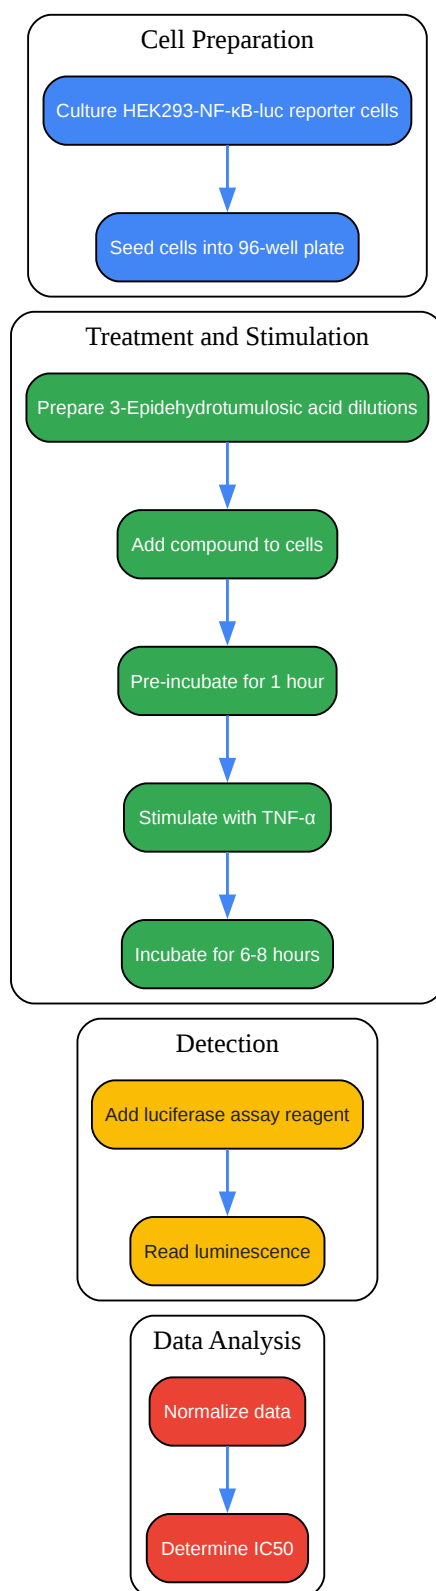 Cell Preparation
Culture HEK293-NF-κB-luc reporter cells
Seed cells into 96-well plate
Treatment and Stimulation
Prepare 3-Epidehydrotumulosic acid dilutions
Add compound to cells
Pre-incubate for 1 hour
Stimulate with TNF-α
Incubate for 6-8 hours
Detection
Add luciferase assay reagent
Read luminescence
Data Analysis
Normalize data
Determine IC50